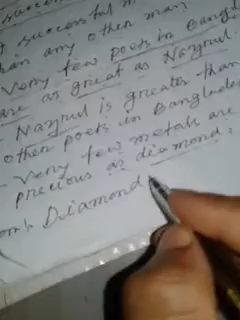 successful m
than any other man
- Very few poets in Bangl
are as great as Nazrul.
- Nazrul is greater than
other poets in Banglade
- Very few metals are
precious as diamond.
Diamond